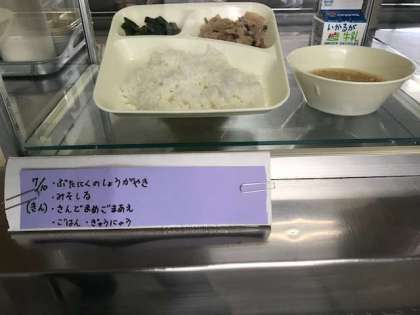 いかるが
牛乳
7/10 ・ぶたにくのしょうがやき
・みそしる
(きん) ・さんどまめごまあえ
・ごはん ・ぎゅうにゅう